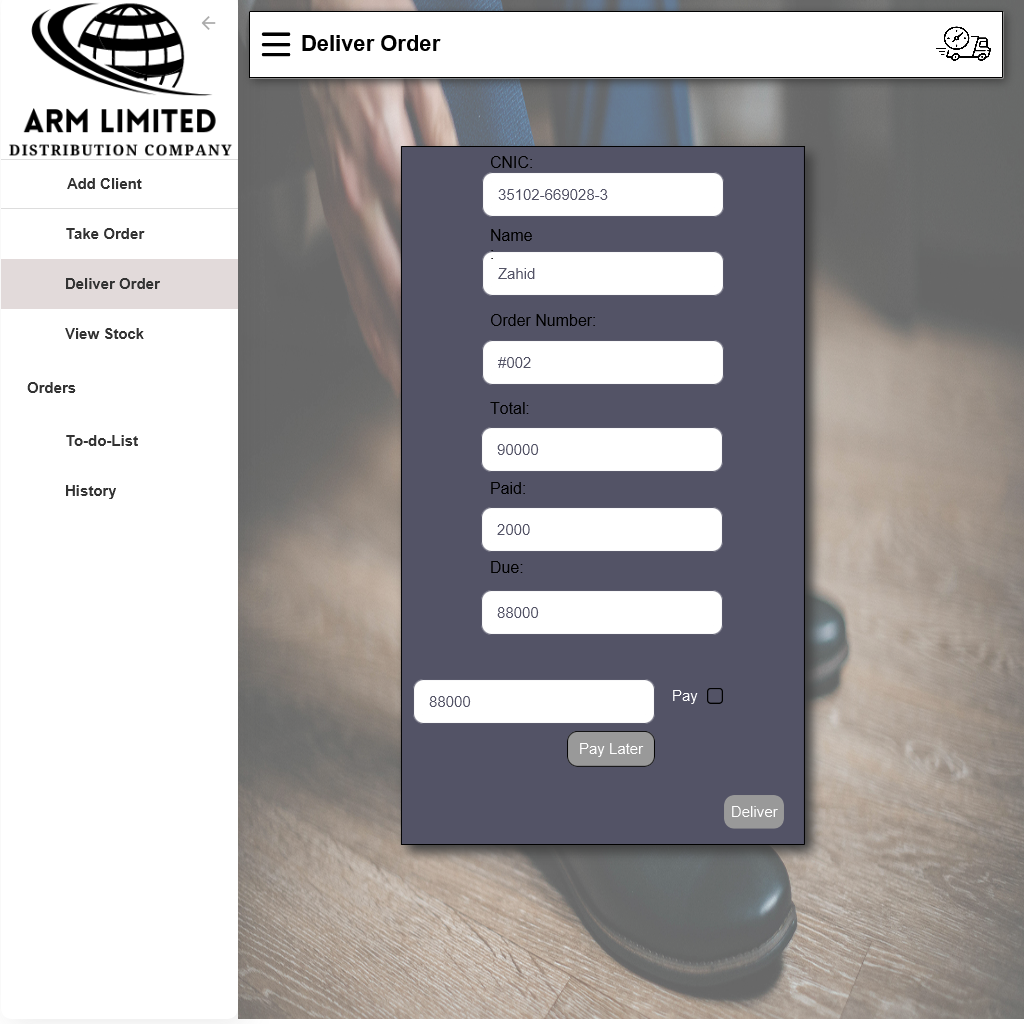 ARM LIMITED
DISTRIBUTION COMPANY
Add Client
Take Order
Deliver Order
View Stock
Orders
To-do-List
History
Deliver Order
CNIC:
35102-669028-3
Name
:
Zahid
Order Number:
#002
Total:
90000
Paid:
2000
Due:
88000
88000 Pay
Pay Later
Deliver